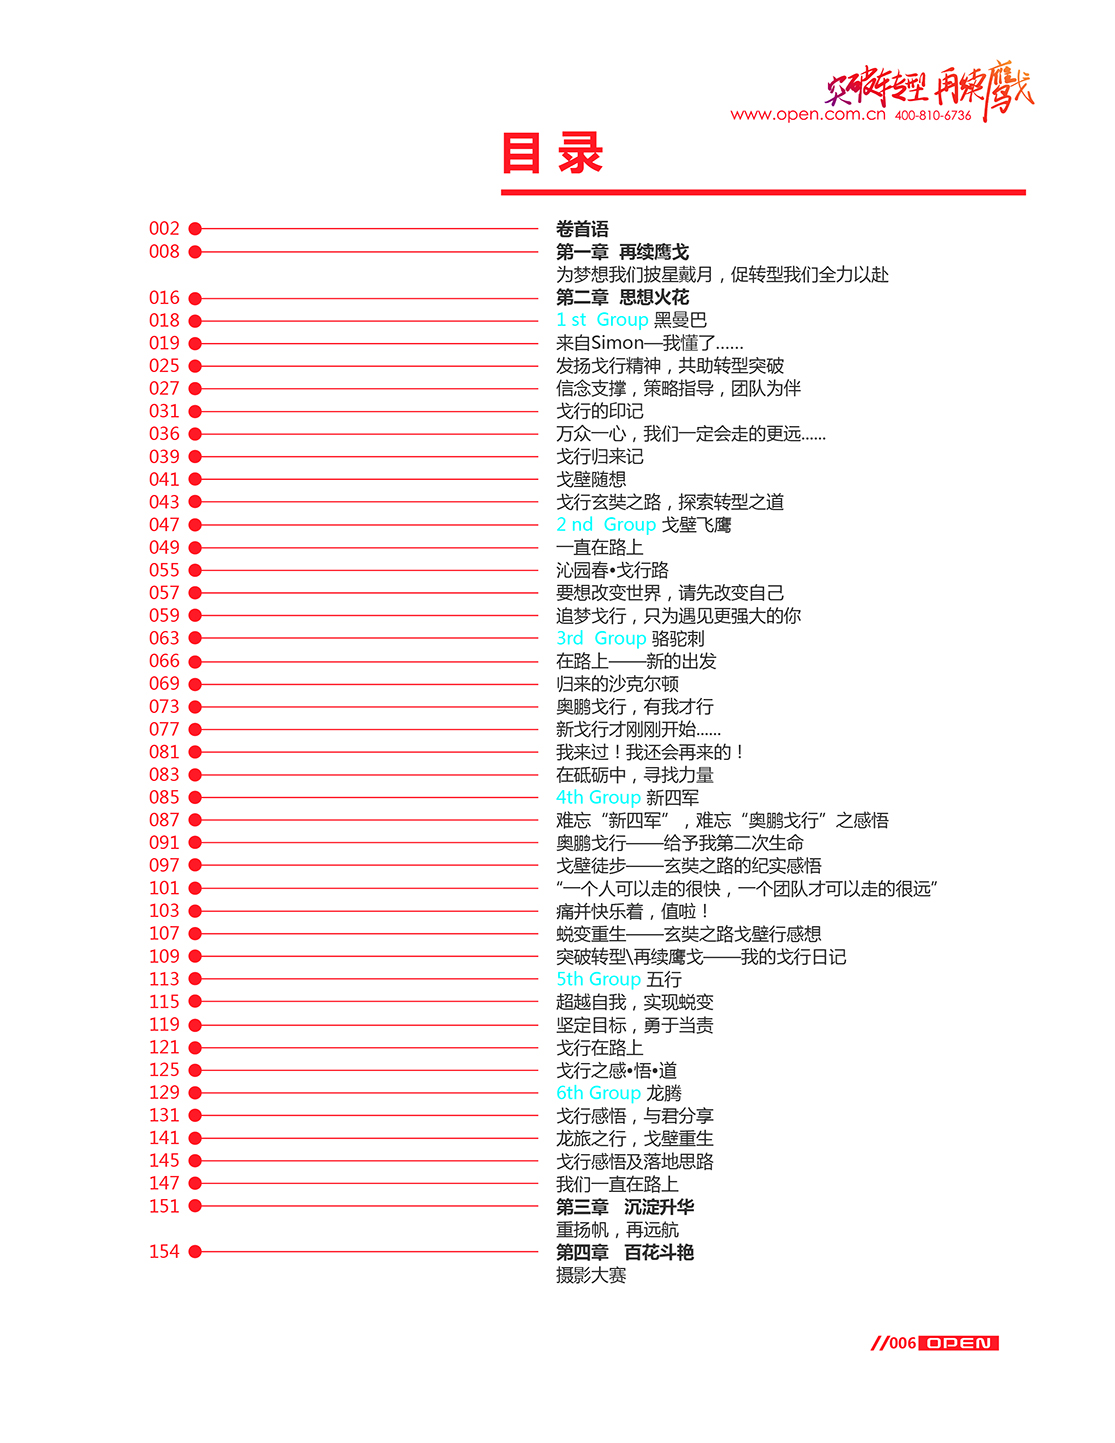 突破转型 再续鹰戈
www.open.com.cn 400-810-6736
目录
002 卷首语
008 第一章 再续鹰戈
为梦想我们披星戴月，促转型我们全力以赴
016 第二章 思想火花
018 1 st Group 黑曼巴
019 来自Simon—我懂了......
025 发扬戈行精神，共助转型突破
027 信念支撑，策略指导，团队为伴
031 戈行的印记
036 万众一心，我们一定会走的更远......
039 戈行归来记
041 戈壁随想
043 戈行玄奘之路，探索转型之道
047 2 nd Group 戈壁飞鹰
049 一直在路上
055 沁园春•戈行路
057 要想改变世界，请先改变自己
059 追梦戈行，只为遇见更强大的你
063 3rd Group 骆驼刺
066 在路上——新的出发
069 归来的沙克尔顿
073 奥鹏戈行，有我才行
077 新戈行才刚刚开始......
081 我来过！我还会再来的！
083 在砥砺中，寻找力量
085 4th Group 新四军
087 难忘“新四军”，难忘“奥鹏戈行”之感悟
091 奥鹏戈行——给予我第二次生命
097 戈壁徒步——玄奘之路的纪实感悟
101 “一个人可以走的很快，一个团队才可以走的很远”
103 痛并快乐着，值啦！
107 蜕变重生——玄奘之路戈壁行感想
109 突破转型\再续鹰戈——我的戈行日记
113 5th Group 五行
115 超越自我，实现蜕变
119 坚定目标，勇于当责
121 戈行在路上
125 戈行之感•悟•道
129 6th Group 龙腾
131 戈行感悟，与君分享
141 龙旅之行，戈壁重生
145 戈行感悟及落地思路
147 我们一直在路上
151 第三章 沉淀升华
重扬帆，再远航
154 第四章 百花斗艳
摄影大赛
//006 OPEN